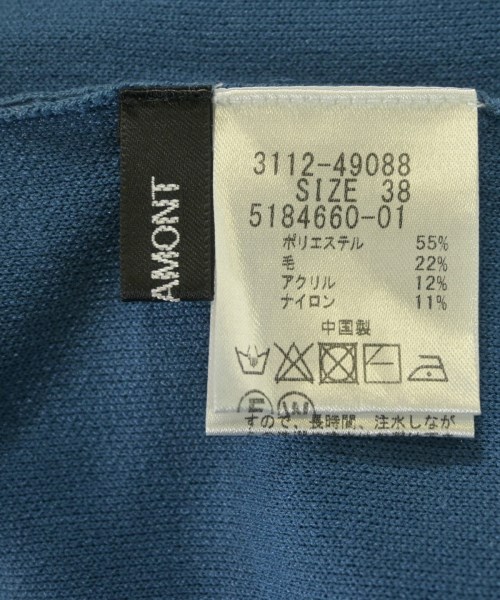 AMONT
3112-49088
SIZE 38
5184660-01
ポリエステル 55%
毛 22%
アクリル 12%
ナイロン 11%
中国製
F W
すので、長時間、注水しなが